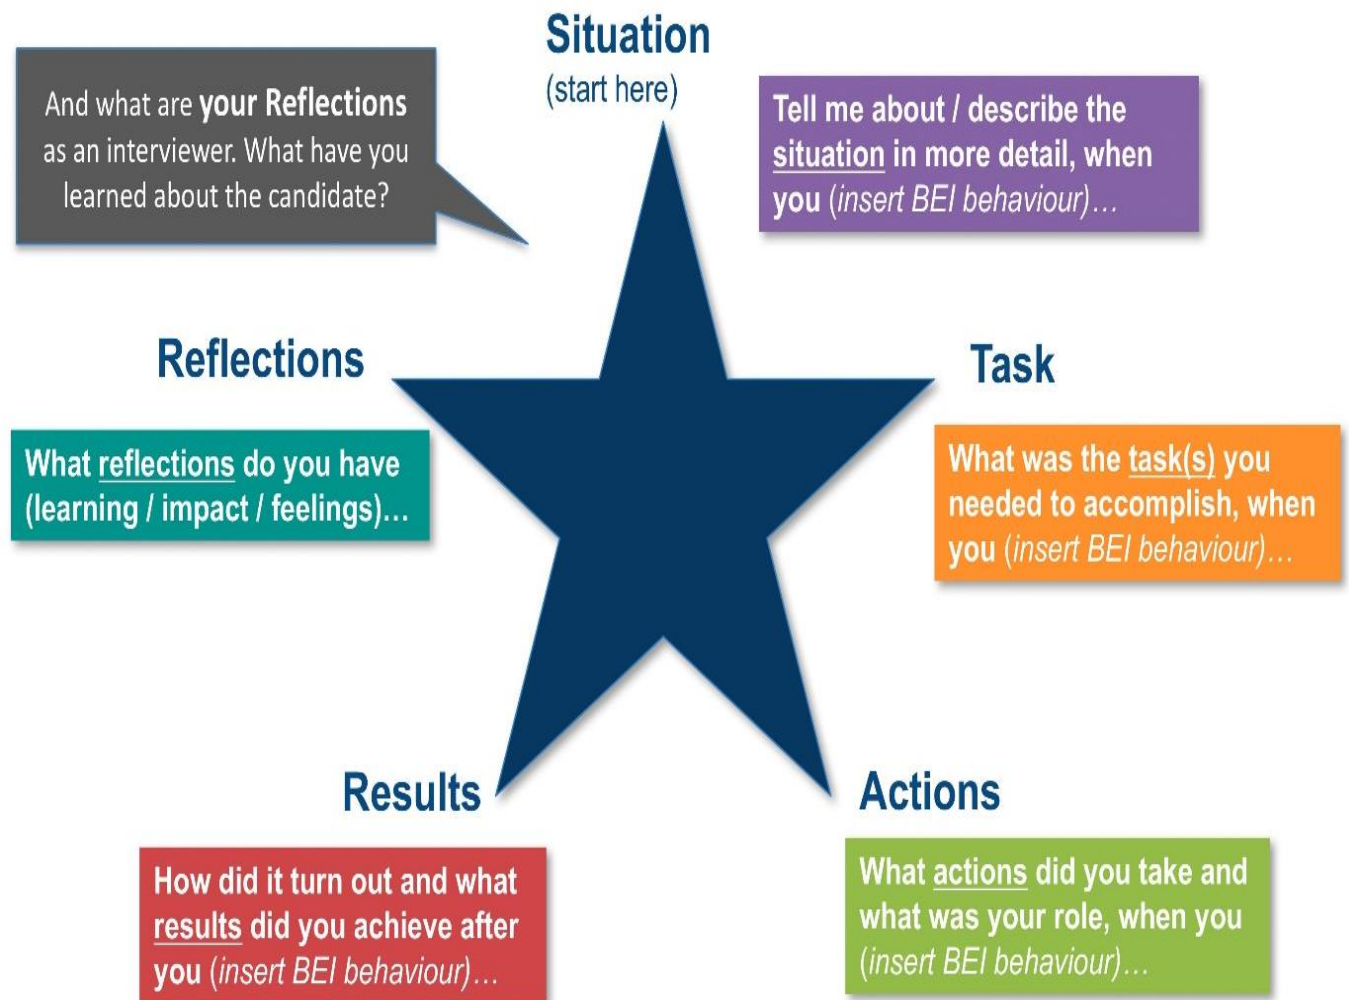 Situation
(start here)
And what are your Reflections
as an interviewer. What have you
learned about the candidate?
Tell me about / describe the
situation in more detail, when
you (insert BEI behaviour)…
Reflections
What reflections do you have
(learning / impact / feelings)…
Task
What was the task(s) you
needed to accomplish, when
you (insert BEI behaviour)…
Results
How did it turn out and what
results did you achieve after
you (insert BEI behaviour)…
Actions
What actions did you take and
what was your role, when you
(insert BEI behaviour)…